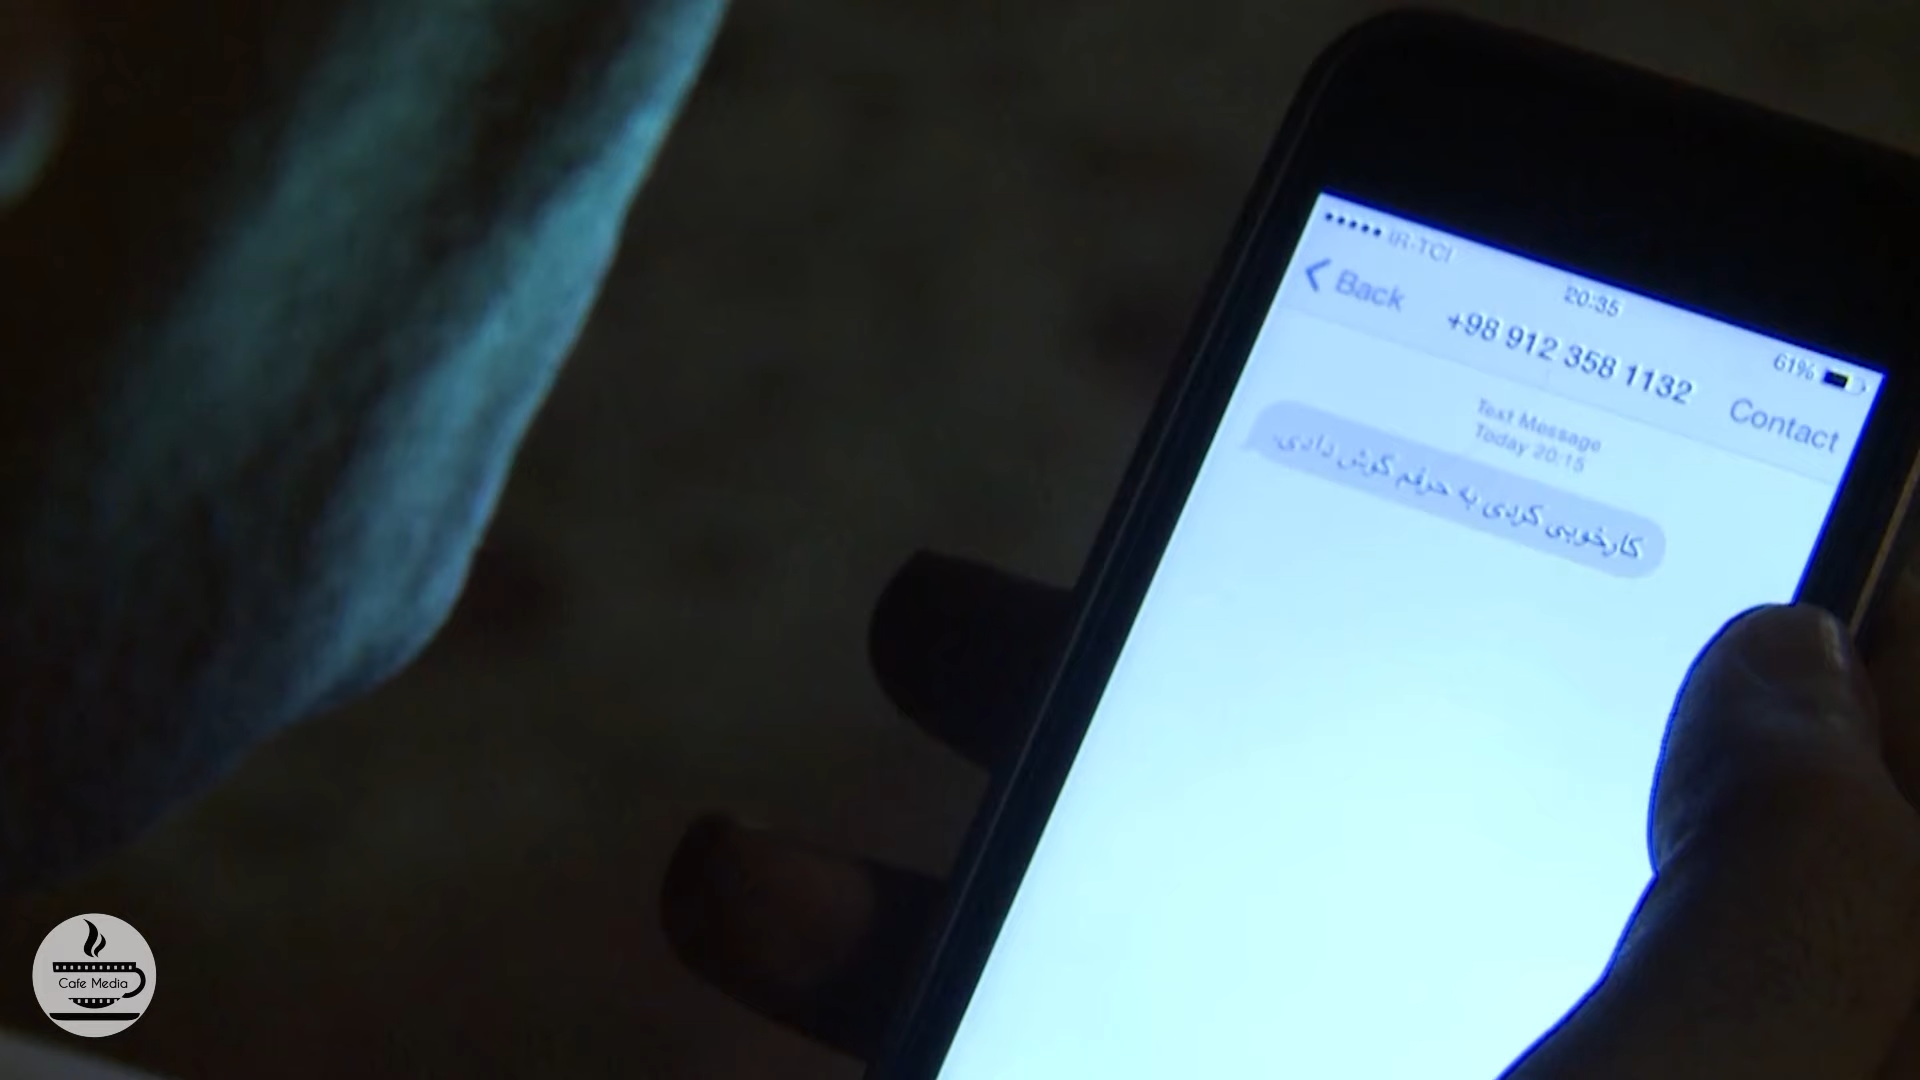 IR-TCI
20:35
61%
Back
+98 912 358 1132
Contact
Text Message
Today 20:15
کارخوبی کردی به حرفم گوش دادی.
Cafe Media